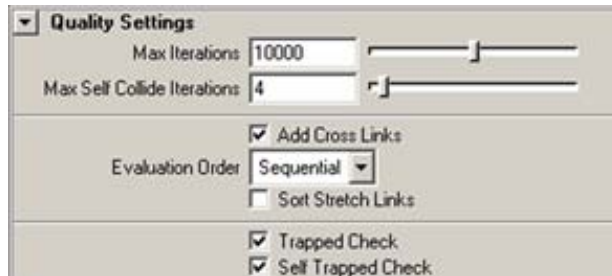 Quality Settings
Max Iterations 10000
Max Self Collide Iterations 4
Add Cross Links
Evaluation Order Sequential
Sort Stretch Links
Trapped Check
Self Trapped Check